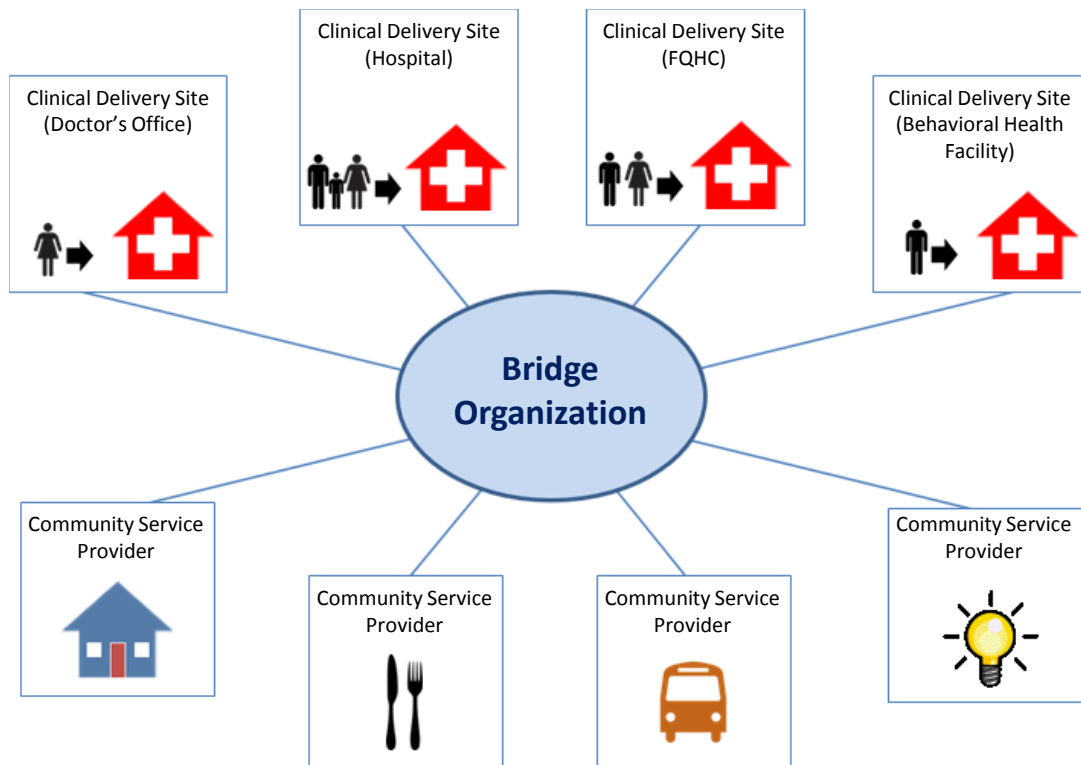 Clinical Delivery Site
(Doctor's Office)
Clinical Delivery Site
(Hospital)
Clinical Delivery Site
(FQHC)
Clinical Delivery Site
(Behavioral Health
Facility)
Bridge
Organization
Community Service
Provider
Community Service
Provider
Community Service
Provider
Community Service
Provider